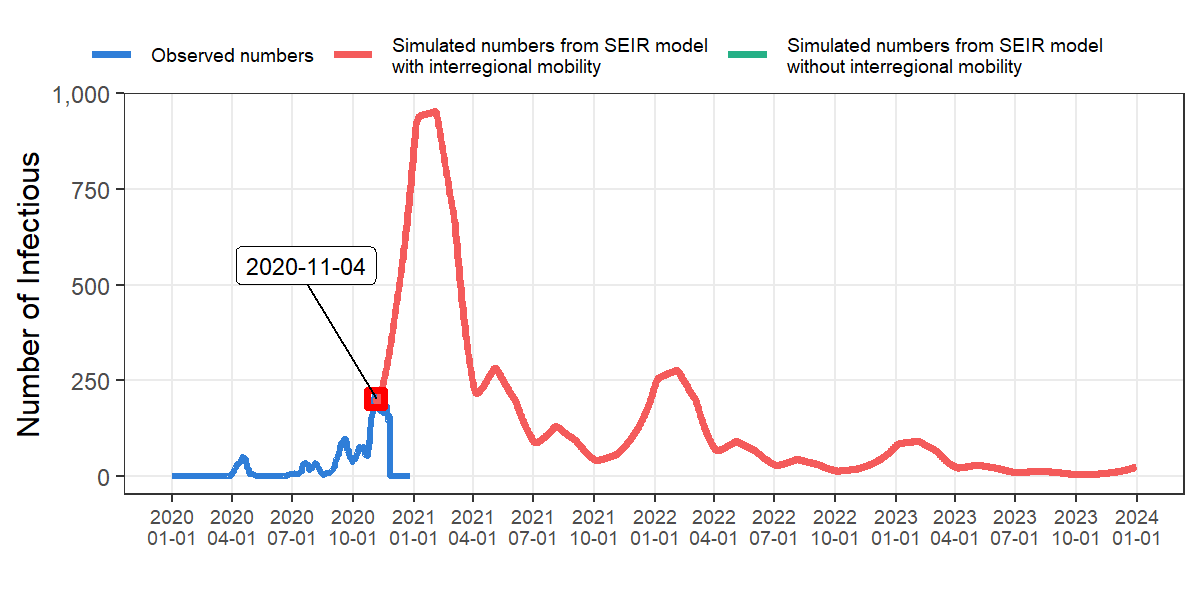 Observed numbers
Simulated numbers from SEIR model
with interregional mobility
Simulated numbers from SEIR model
without interregional mobility
Number of Infectious
1,000
750
500
250
0
2020-11-04
2020 2020 2020 2020 2021 2021 2021 2021 2022 2022 2022 2022 2023 2023 2023 2023 2024
01-01 04-01 07-01 10-01 01-01 04-01 07-01 10-01 01-01 04-01 07-01 10-01 01-01 04-01 07-01 10-01 01-01